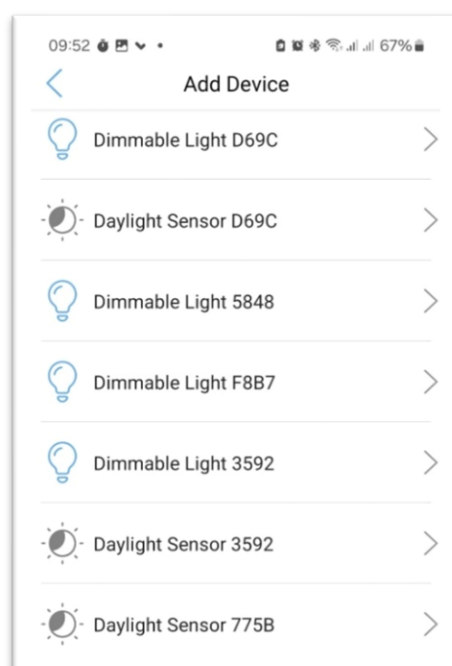 09:52 67%
Add Device
Dimmable Light D69C
Daylight Sensor D69C
Dimmable Light 5848
Dimmable Light F8B7
Dimmable Light 3592
Daylight Sensor 3592
Daylight Sensor 775B